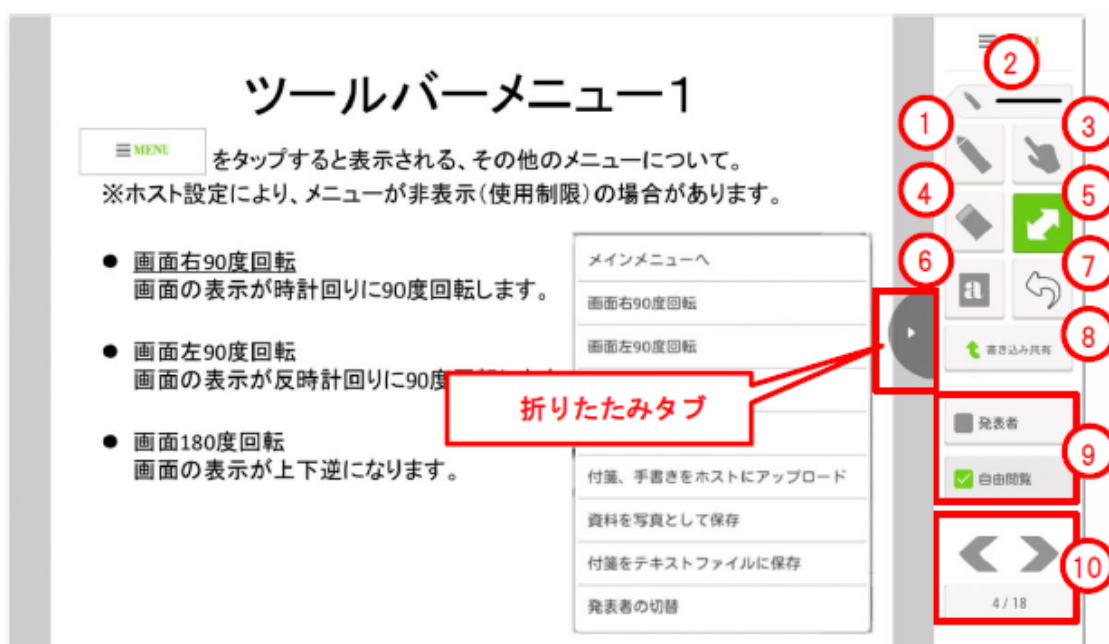 ツールバーメニュー1
MENU
をタップすると表示される、その他のメニューについて。
※ホスト設定により、メニューが非表示(使用制限)の場合があります。
● 画面右90度回転
画面の表示が時計回りに90度回転します。
● 画面左90度回転
画面の表示が反時計回りに90度
● 画面180度回転
画面の表示が上下逆になります。
メインメニューへ
画面右90度回転
画面左90度回転
折りたたみタブ
付箋、手書きをホストにアップロード
資料を写真として保存
付箋をテキストファイルに保存
発表者の切替
②
①
③
④
⑤
⑥
a
⑦
書き込み共有
⑧
発表者
⑨
自由閲覧
⑩
4 / 18